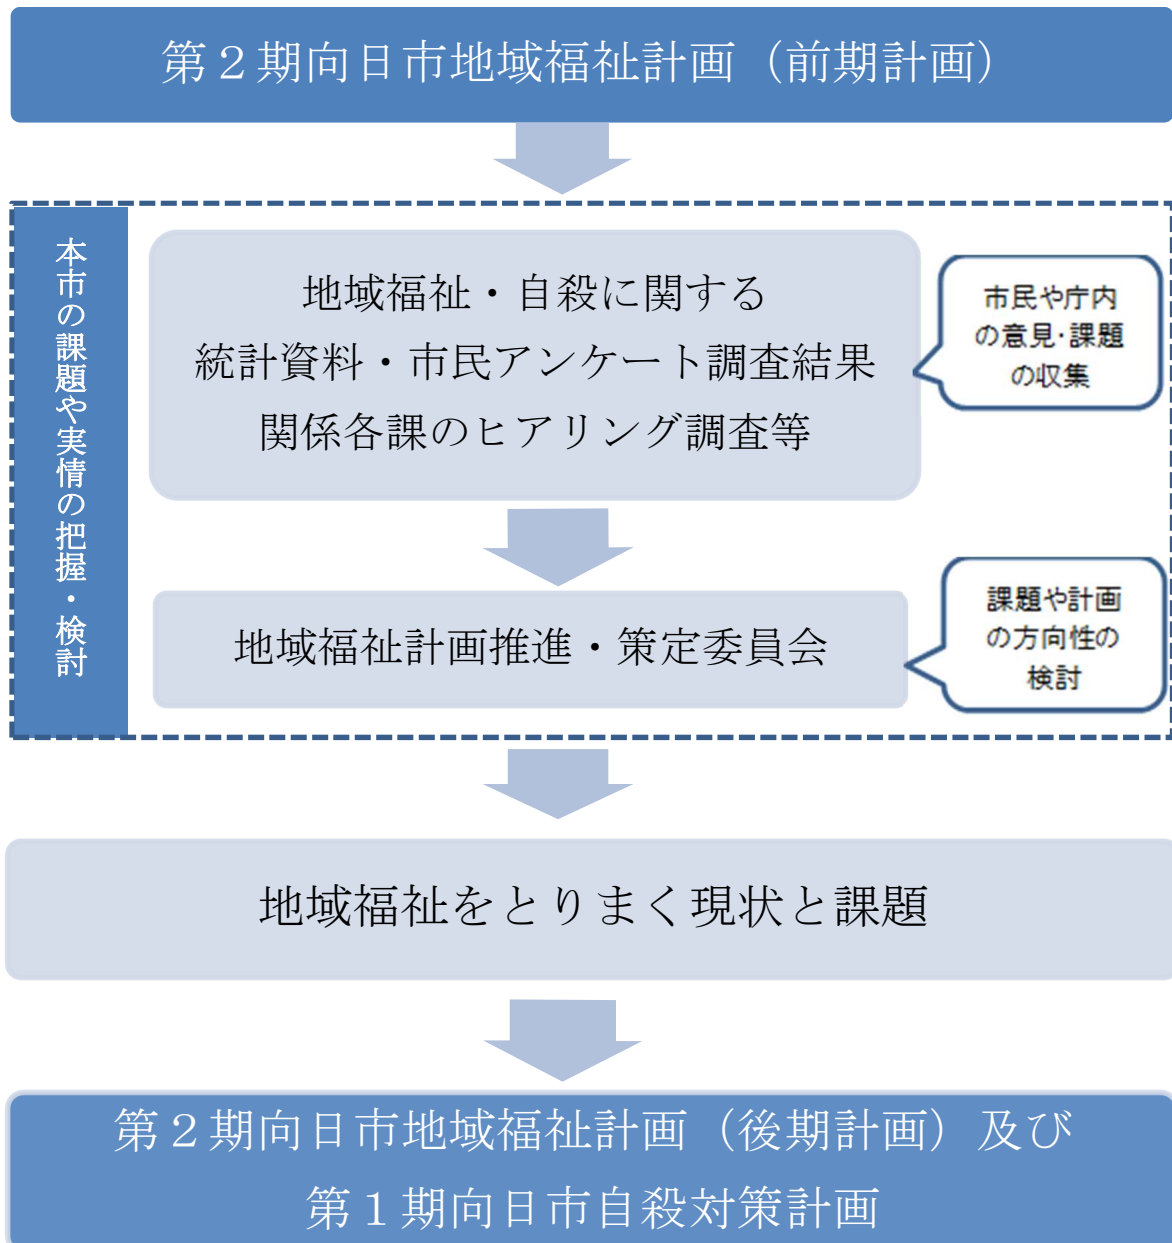 第２期向日市地域福祉計画（前期計画）
本市の課題や実情の把握・検討
地域福祉・自殺に関する
統計資料・市民アンケート調査結果
関係各課のヒアリング調査等
市民や庁内
の意見･課題
の収集
地域福祉計画推進・策定委員会
課題や計画
の方向性の
検討
地域福祉をとりまく現状と課題
第２期向日市地域福祉計画（後期計画）及び
第１期向日市自殺対策計画